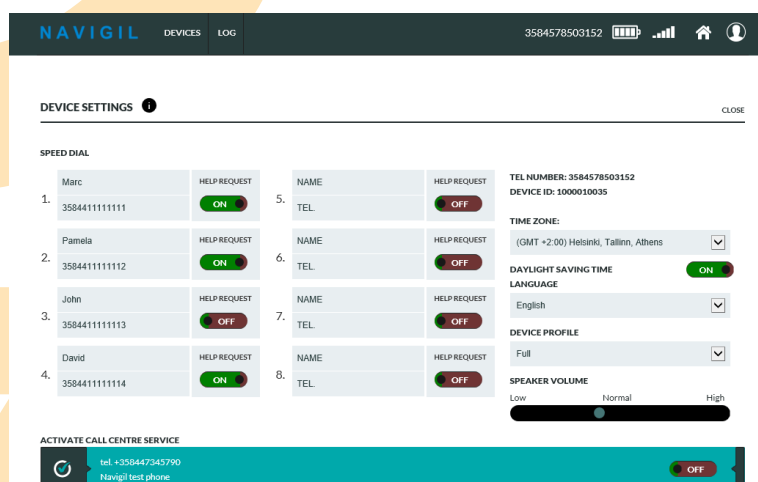 NAVIGIL DEVICES LOG 3584578503152
DEVICE SETTINGS i CLOSE
SPEED DIAL
1. Marc HELP REQUEST
3584411111111 ON
2. Pamela HELP REQUEST
3584411111112 ON
3. John HELP REQUEST
3584411111113 OFF
4. David HELP REQUEST
3584411111114 ON
5. NAME HELP REQUEST
TEL. OFF
6. NAME HELP REQUEST
TEL. OFF
7. NAME HELP REQUEST
TEL. OFF
8. NAME HELP REQUEST
TEL. OFF
TEL NUMBER: 3584578503152
DEVICE ID: 1000010035
TIME ZONE:
(GMT +2:00) Helsinki, Tallinn, Athens
DAYLIGHT SAVING TIME ON
LANGUAGE
English
DEVICE PROFILE
Full
SPEAKER VOLUME
Low Normal High
ACTIVATE CALL CENTRE SERVICE
tel. +358447345790
Navigil test phone OFF